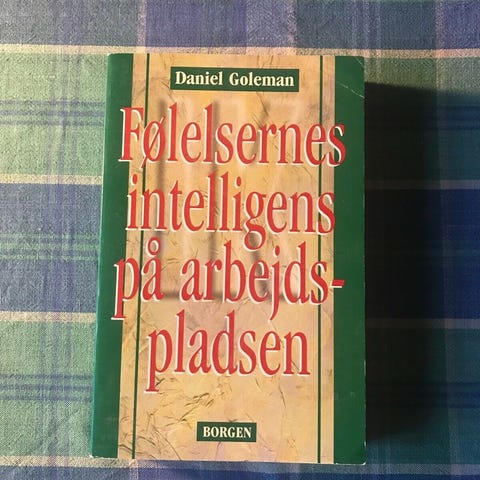 Daniel Goleman
Følelsernes
intelligens
på arbejds-
pladsen
BORGEN